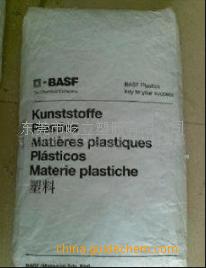 BASF
The Chemical Company
BASF Plastics
key to your success
Kunststoffe
Matières plastiques
Plásticos
Materie plastiche
塑料
china.guidechem.com